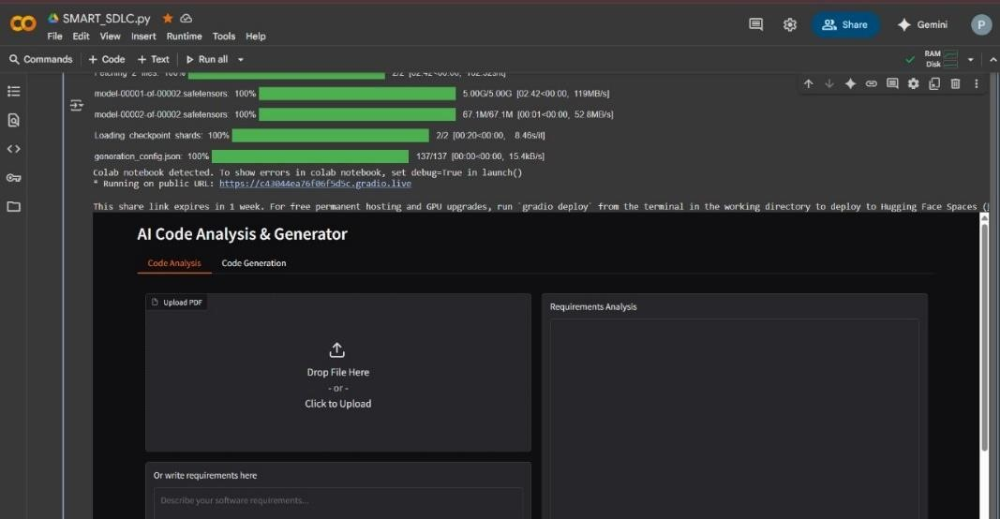 SMART_SDLC.py
File Edit View Insert Runtime Tools Help
Share
Gemini
P
Commands + Code + Text Run all
RAM
Disk
Fetching 2 files: 100% 2/2 [02:42<00:00, 162.32s/it]
model-00001-of-00002.safetensors: 100% 5.00G/5.00G [02:42<00:00, 119MB/s]
model-00002-of-00002.safetensors: 100% 67.1M/67.1M [00:01<00:00, 52.8MB/s]
Loading checkpoint shards: 100% 2/2 [00:20<00:00, 8.46s/it]
generation_config.json: 100% 137/137 [00:00<00:00, 15.4kB/s]
Colab notebook detected. To show errors in colab notebook, set debug=True in launch()
* Running on public URL: https://c43044ea76f06f5d5c.gradio.live
This share link expires in 1 week. For free permanent hosting and GPU upgrades, run `gradio deploy` from the terminal in the working directory to deploy to Hugging Face Spaces (
AI Code Analysis & Generator
Code Analysis Code Generation
Upload PDF
Drop File Here
- or -
Click to Upload
Or write requirements here
Describe your software requirements...
Requirements Analysis